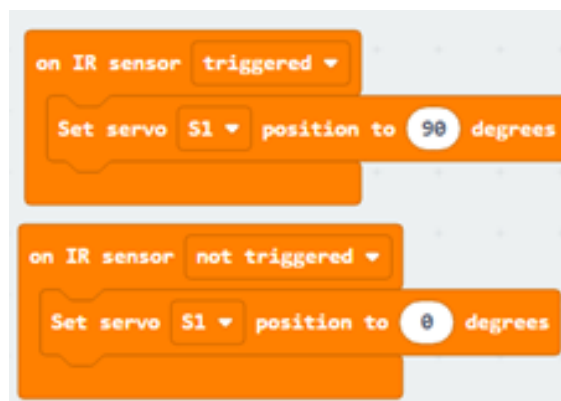 on IR sensor triggered
Set servo S1 position to 90 degrees
on IR sensor not triggered
Set servo S1 position to 0 degrees